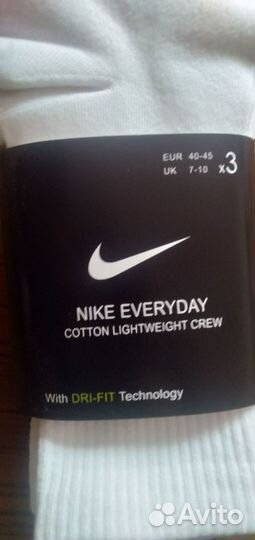 EUR 40-45
UK 7-10
x3
NIKE EVERYDAY
COTTON LIGHTWEIGHT CREW
With DRI-FIT Technology
Avito